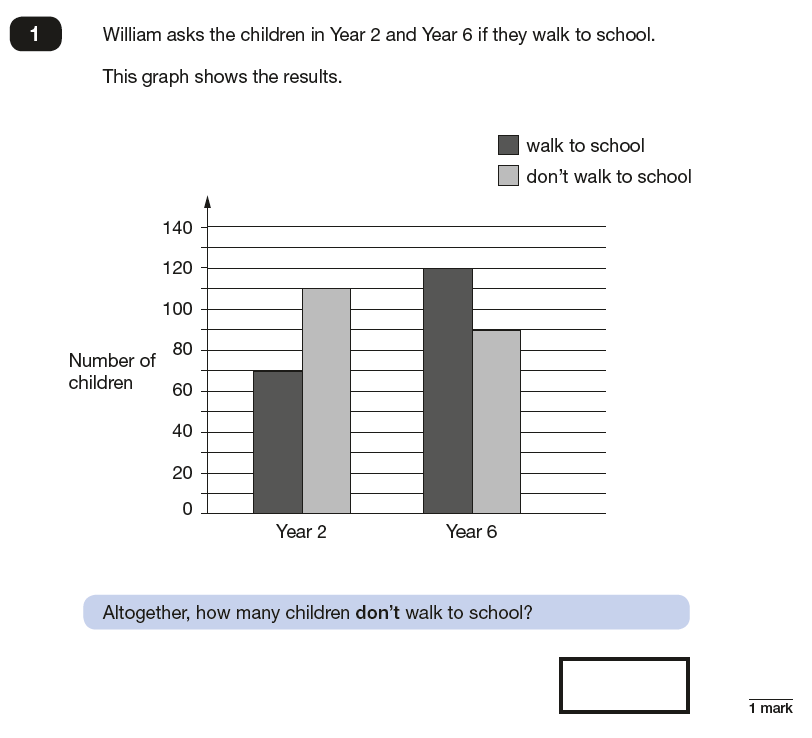 1
William asks the children in Year 2 and Year 6 if they walk to school.
This graph shows the results.
walk to school
don't walk to school
140
120
100
80
60
40
20
0
Number of
children
Year 2 Year 6
Altogether, how many children don't walk to school?
1 mark